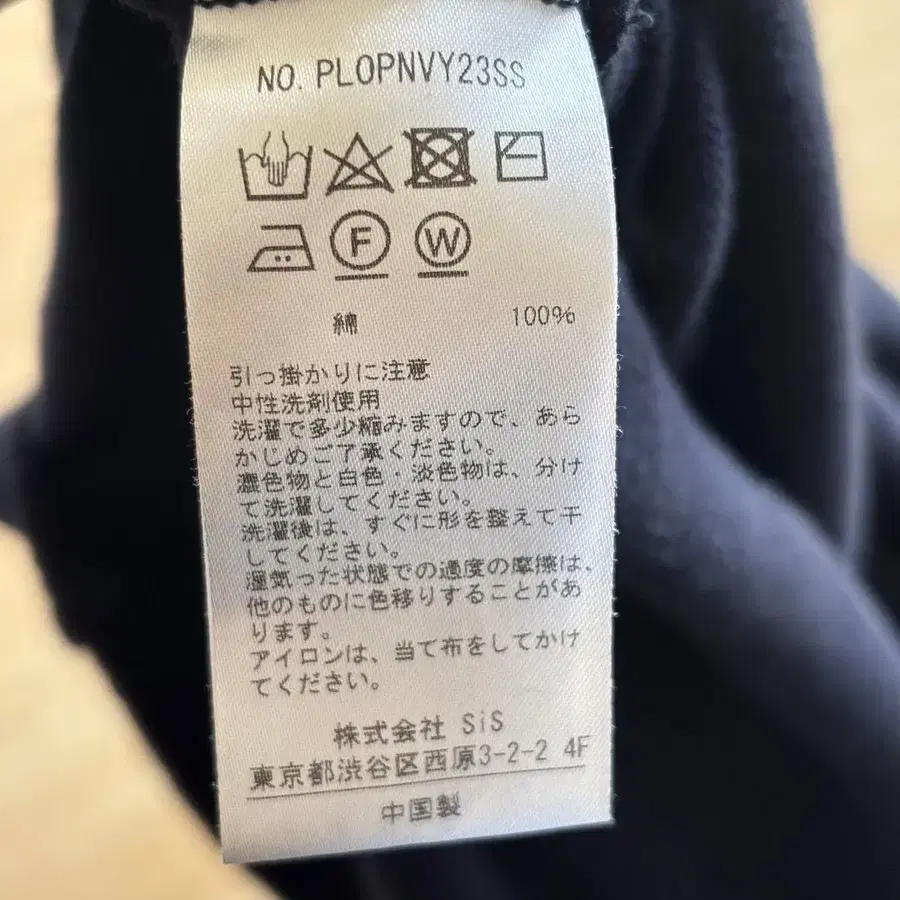 NO. PLOPNVY23SS
F W
綿 100%
引っ掛かりに注意
中性洗剤使用
洗濯で多少縮みますので、あら
かじめご了承ください。
濃色物と白色・淡色物は、分け
て洗濯してください。
洗濯後は、すぐに形を整えて干
してください。
湿気った状態での過度の摩擦は、
他のものに色移りすることがあ
ります。
アイロンは、当て布をしてかけ
てください。
株式会社 SiS
東京都渋谷区西原3-2-2 4F
中国製